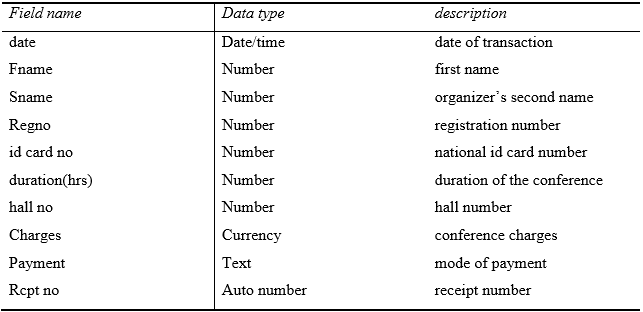 Field name Data type description
date Date/time date of transaction
Fname Number first name
Sname Number organizer's second name
Regno Number registration number
id card no Number national id card number
duration(hrs) Number duration of the conference
hall no Number hall number
Charges Currency conference charges
Payment Text mode of payment
Rcpt no Auto number receipt number